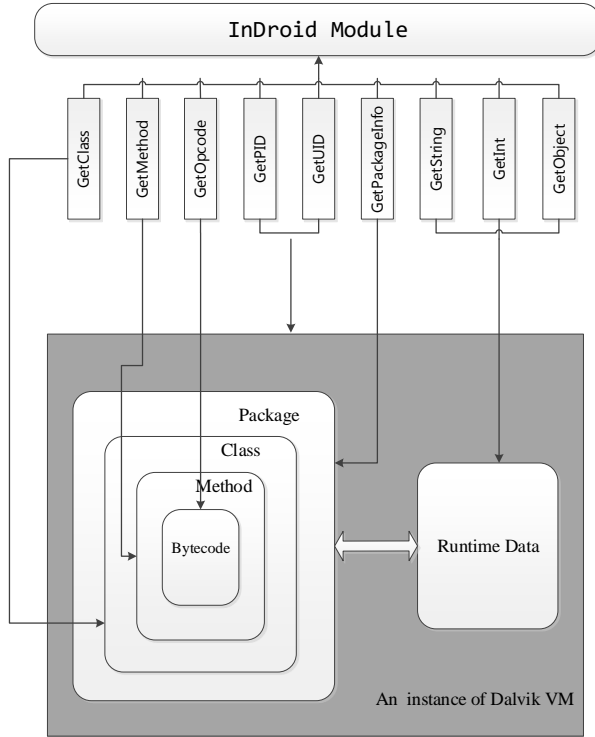 InDroid Module
GetClass
GetMethod
GetOpcode
GetPID
GetUID
GetPackageInfo
GetString
GetInt
GetObject
Package
Class
Method
Bytecode
Runtime Data
An instance of Dalvik VM